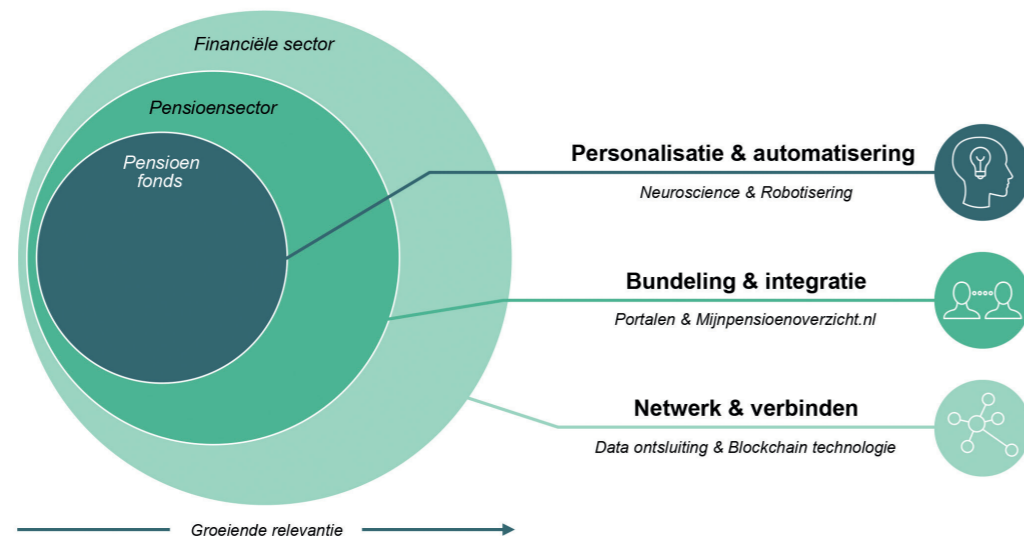 Financiële sector
Pensioensector
Pensioen
fonds
Personalisatie & automatisering
Neuroscience & Robotisering
Bundeling & integratie
Portalen & Mijnpensioenoverzicht.nl
Netwerk & verbinden
Data ontsluiting & Blockchain technologie
Groeiende relevantie